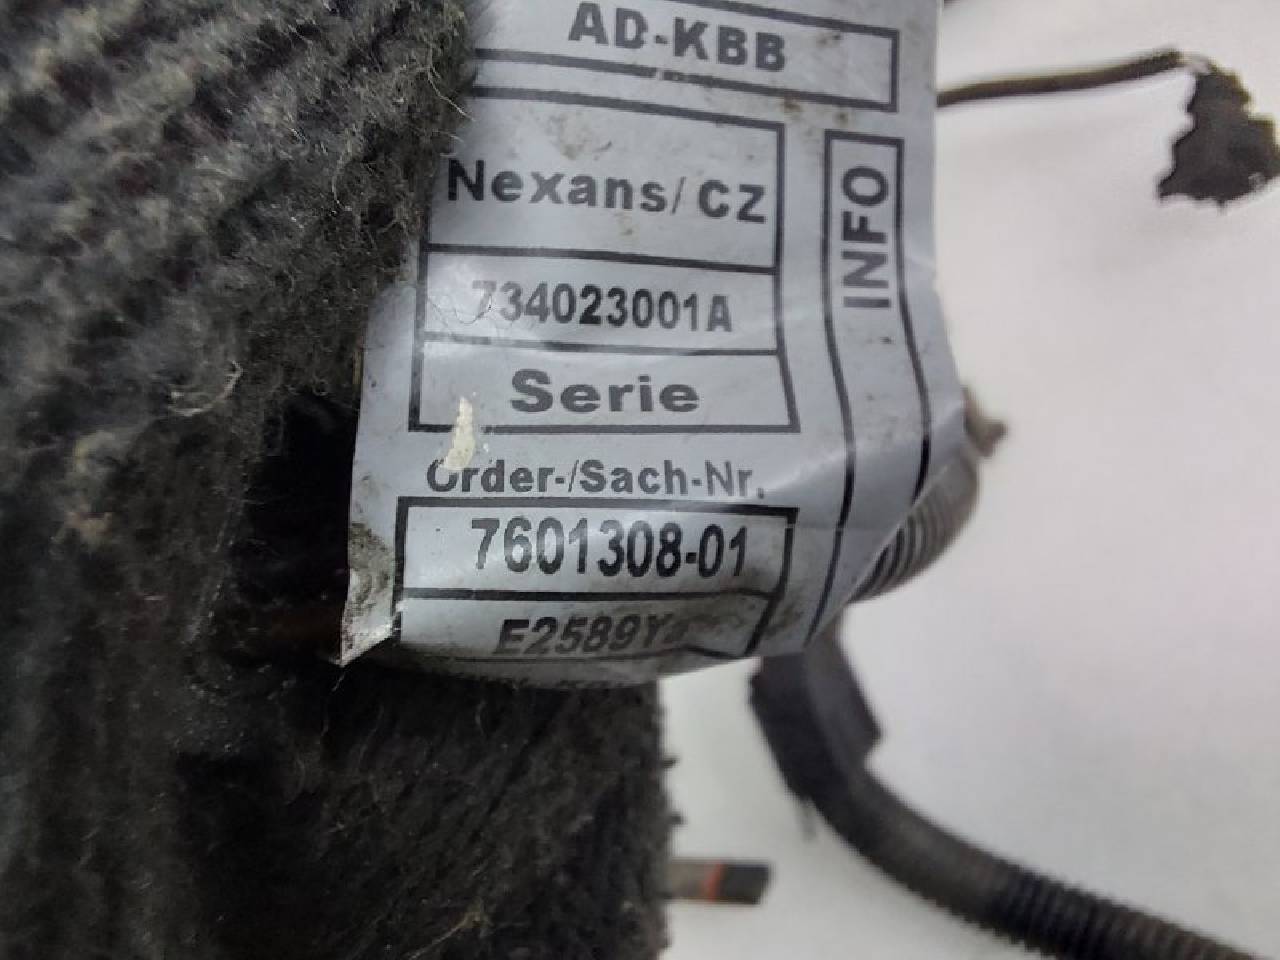 AD-KBB
Nexans/CZ
INFO
734023001A
Serie
Order-/Sach-Nr.
7601308-01